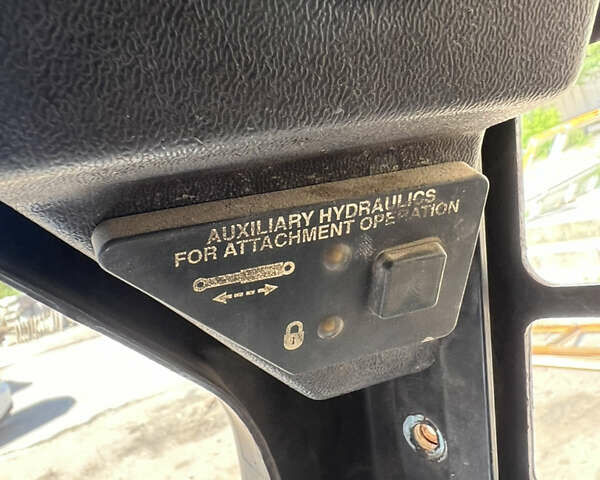 AUXILIARY HYDRAULICS
FOR ATTACHMENT OPERATION